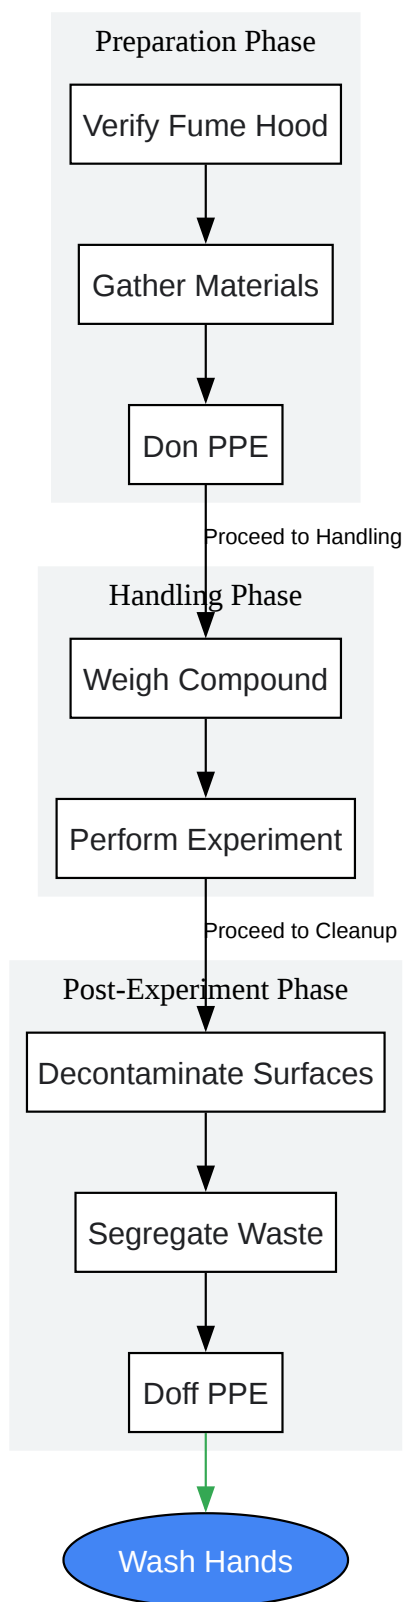 Preparation Phase
Verify Fume Hood
Gather Materials
Don PPE
Proceed to Handling
Handling Phase
Weigh Compound
Perform Experiment
Proceed to Cleanup
Post-Experiment Phase
Decontaminate Surfaces
Segregate Waste
Doff PPE
Wash Hands